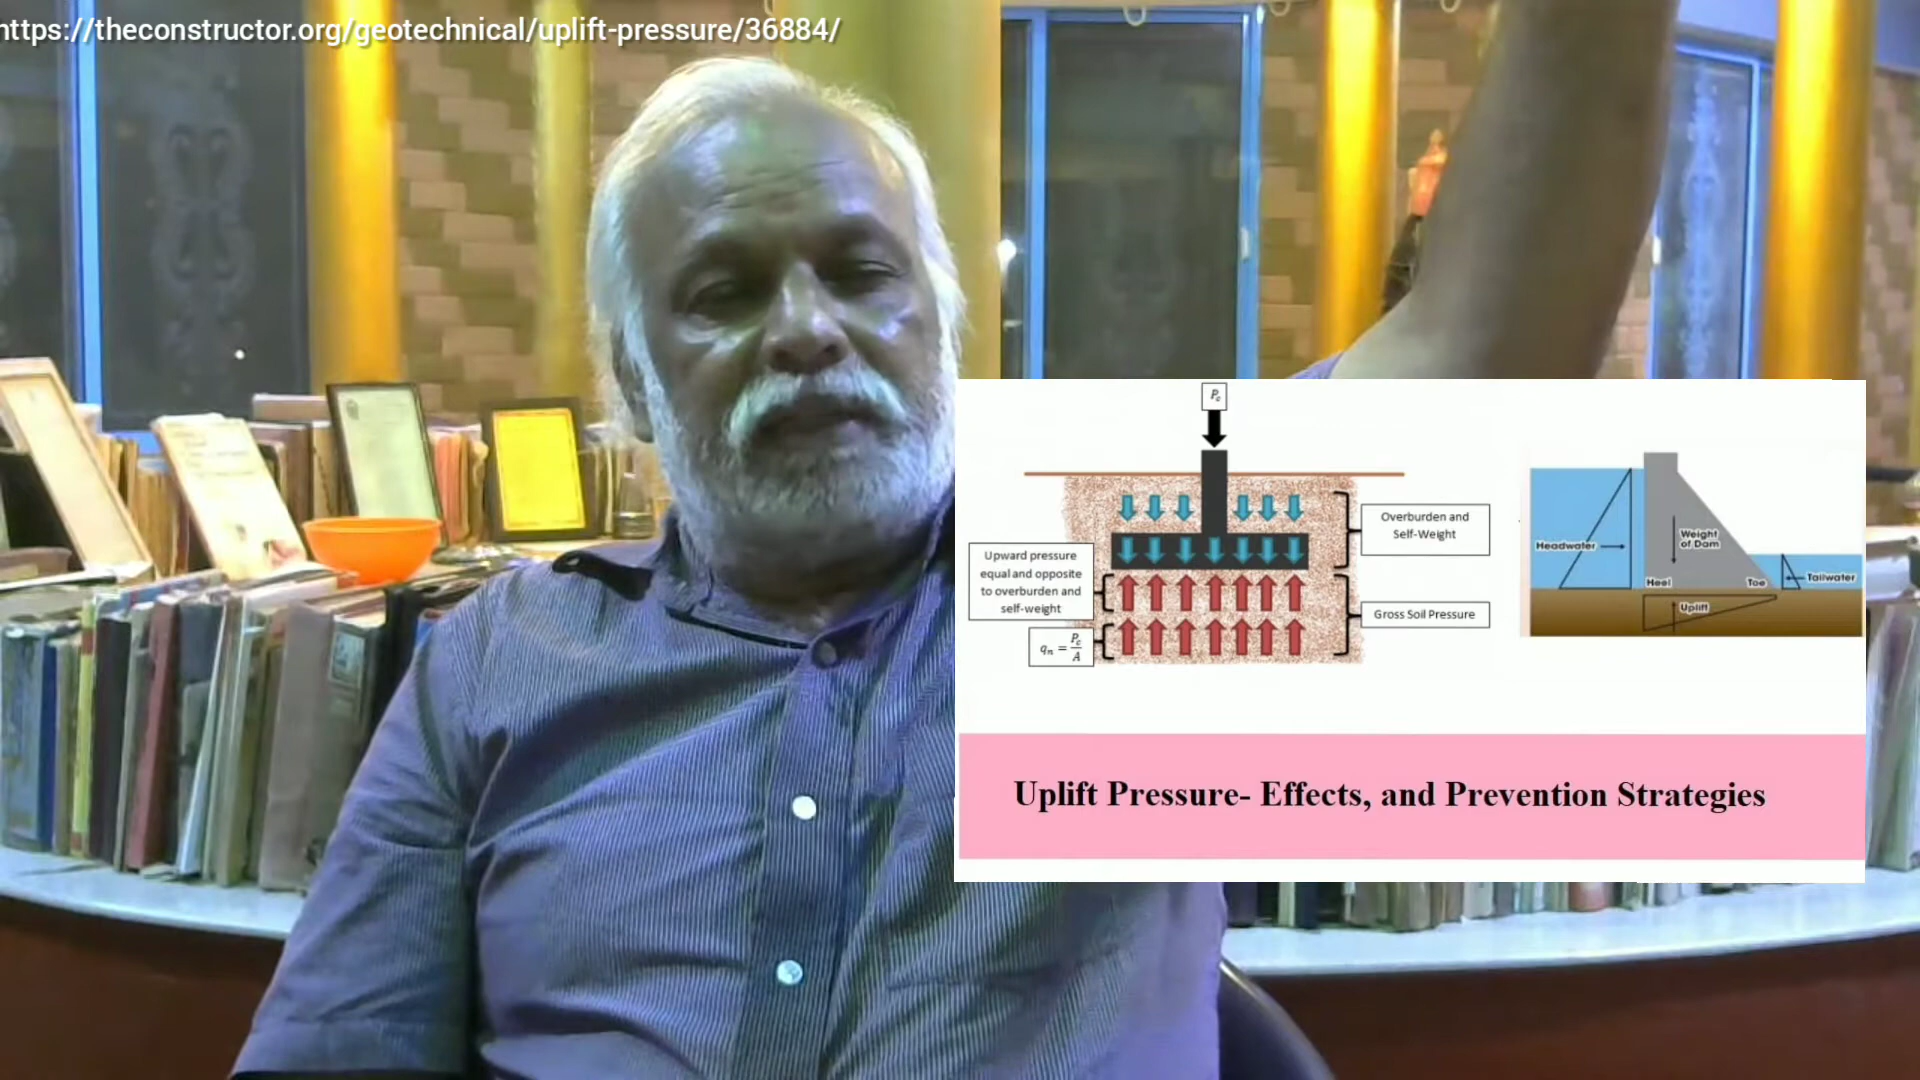 https://theconstructor.org/geotechnical/uplift-pressure/36884/
Pc
Overburden and
Self-Weight
Upward pressure
equal and opposite
to overburden and
self-weight
Gross Soil Pressure
qn = Pc/A
Headwater
Weight
of Dam
Heel
Toe
Tailwater
Uplift
Uplift Pressure- Effects, and Prevention Strategies